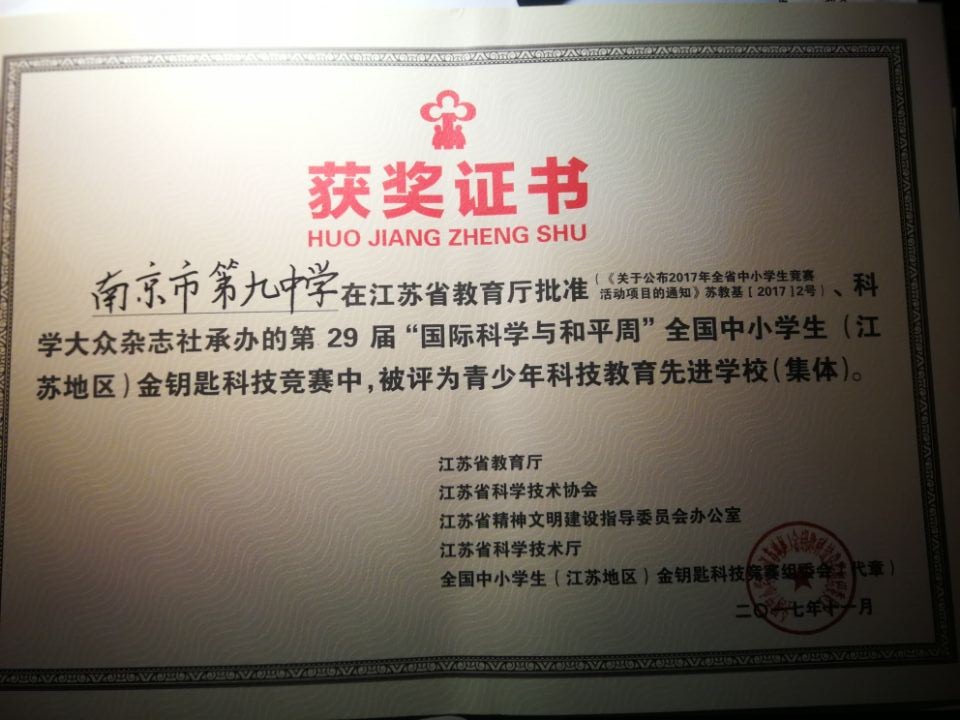 获奖证书
HUO JIANG ZHENG SHU
南京市第九中学在江苏省教育厅批准(《关于公布2017年全省中小学生竞赛活动项目的通知》苏教基[2017]2号)、科
学大众杂志社承办的第 29 届“国际科学与和平周”全国中小学生(江
苏地区)金钥匙科技竞赛中,被评为青少年科技教育先进学校(集体)。
江苏省教育厅
江苏省科学技术协会
江苏省精神文明建设指导委员会办公室
江苏省科学技术厅
全国中小学生(江苏地区)金钥匙科技竞赛组委会(代章)
二〇一七年十一月